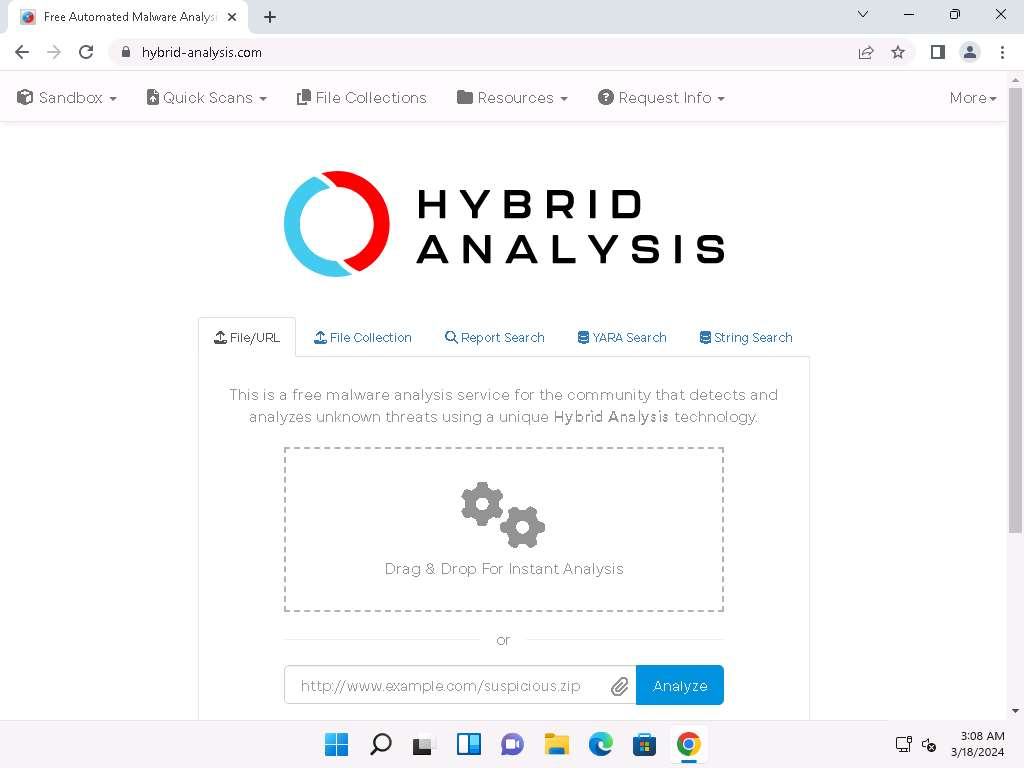 Free Automated Malware Analysi
hybrid-analysis.com
Sandbox Quick Scans File Collections Resources Request Info More
HYBRID
ANALYSIS
File/URL File Collection Report Search YARA Search String Search
This is a free malware analysis service for the community that detects and
analyzes unknown threats using a unique Hybrid Analysis technology.
Drag & Drop For Instant Analysis
or
http://www.example.com/suspicious.zip Analyze
3:08 AM
3/18/2024